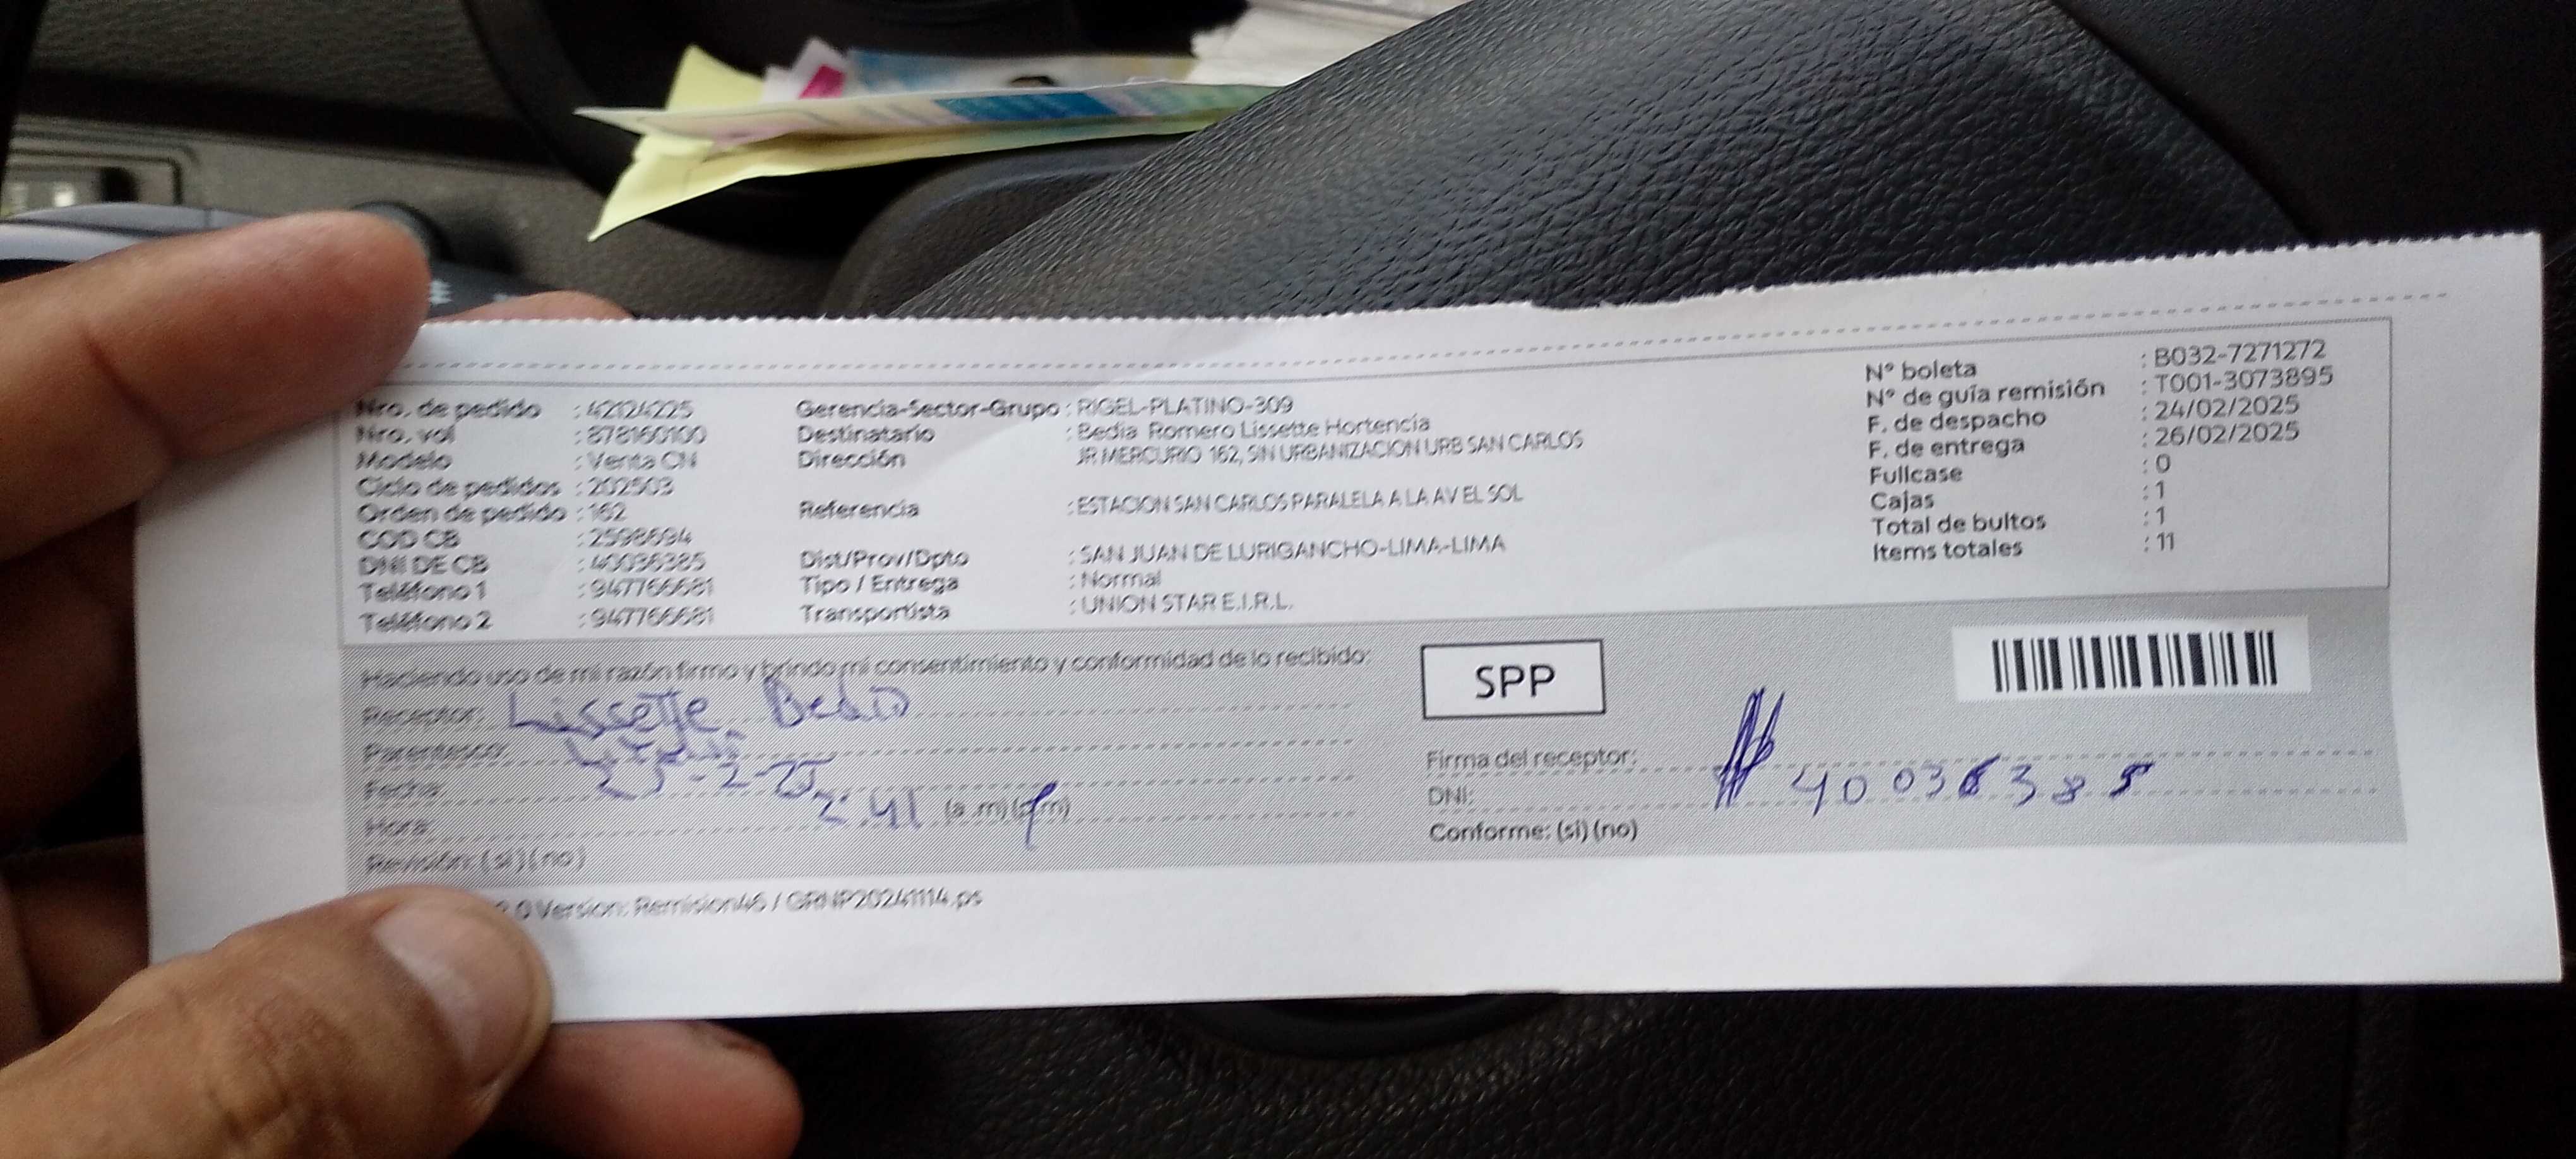 Nro. de pedido : 42124225
Nro. vol : 878160100
Modelo : Venta CN
Ciclo de pedidos : 202503
Orden de pedido : 162
COD CB : 25986694
DNI DE CB : 40036385
Teléfono 1 : 947766681
Teléfono 2 : 947766681
Gerencia-Sector-Grupo : RIGEL-PLATINO-309
Destinatario : Bedia Romero Lissette Hortencia
Dirección JR MERCURIO 162, SIN URBANIZACION URB SAN CARLOS
Referencia : ESTACION SAN CARLOS PARALELA A LA AV EL SOL
Dist/Prov/Dpto : SAN JUAN DE LURIGANCHO-LIMA-LIMA
Tipo / Entrega : Normal
Transportista : UNION STAR E.I.R.L.
N° boleta : B032-7271272
N° de guía remisión : T001-3073895
F. de despacho : 24/02/2025
F. de entrega : 26/02/2025
Fullcase : 0
Cajas : 1
Total de bultos : 1
Items totales : 11
Haciendo uso de mi razón firmo y brindo mi consentimiento y conformidad de lo recibido:
Receptor: Lissette Bedia
Parentesco:
Fecha: 25-2-25
Hora: 2:41 (a.m) (p.m)
Revisión: (si) (no)
SPP
Firma del receptor:
DNI: 40036385
Conforme: (si) (no)
.0 Version: Remision46 / GRNP20241114.ps